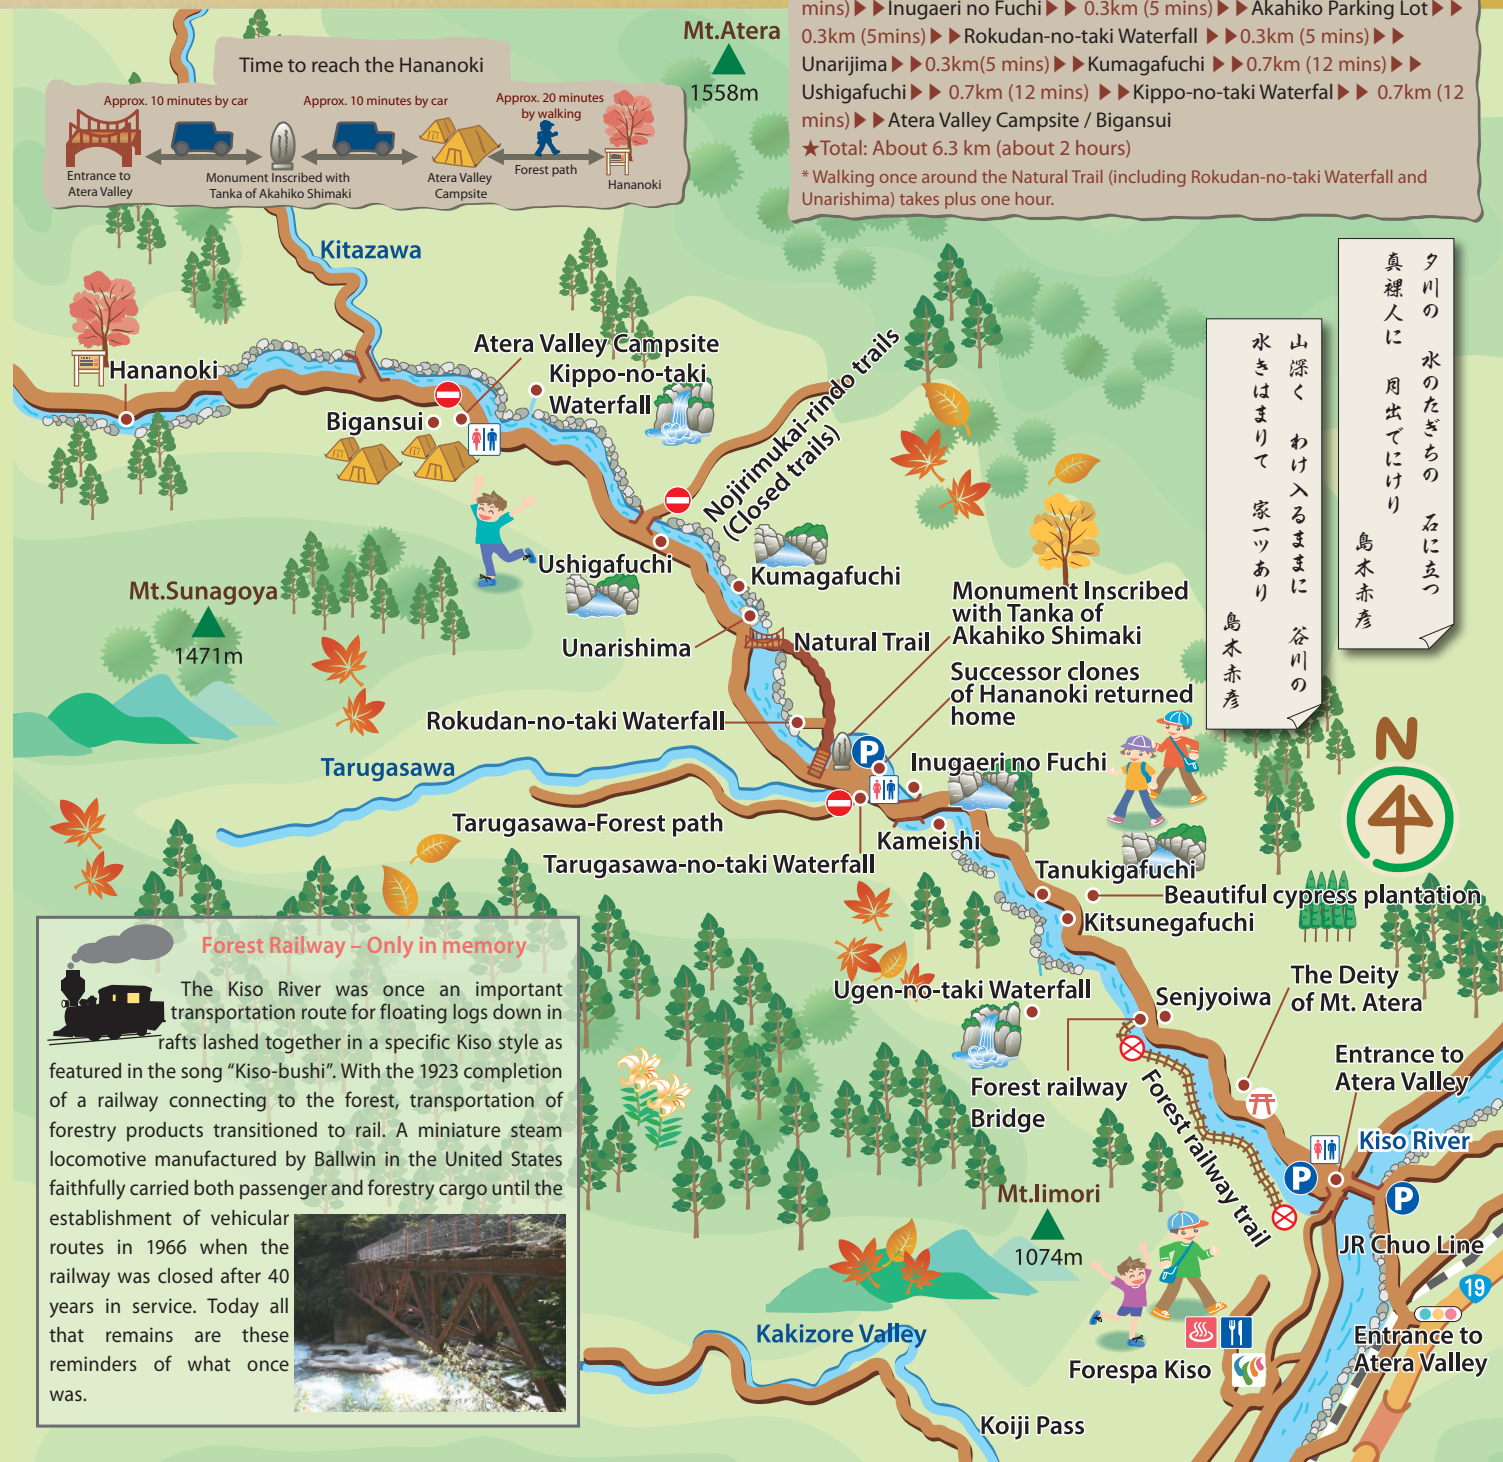 mins) ▶ ▶ Inugaeri no Fuchi ▶ ▶ 0.3km (5 mins) ▶ ▶ Akahiko Parking Lot ▶ ▶
0.3km (5mins) ▶ ▶ Rokudan-no-taki Waterfall ▶ ▶ 0.3km (5 mins) ▶ ▶
Unarijima ▶ ▶ 0.3km(5 mins) ▶ ▶ Kumagafuchi ▶ ▶ 0.7km (12 mins) ▶ ▶
Ushigafuchi ▶ ▶ 0.7km (12 mins) ▶ ▶ Kippo-no-taki Waterfal ▶ ▶ 0.7km (12
mins) ▶ ▶ Atera Valley Campsite / Bigansui
★Total: About 6.3 km (about 2 hours)
* Walking once around the Natural Trail (including Rokudan-no-taki Waterfall and
Unarishima) takes plus one hour.
Mt.Atera
1558m
Time to reach the Hananoki
Approx. 10 minutes by car
Approx. 10 minutes by car
Approx. 20 minutes
by walking
Entrance to
Atera Valley
Monument Inscribed with
Tanka of Akahiko Shimaki
Atera Valley
Campsite
Forest path
Hananoki
Kitazawa
夕川の 水のたぎちの 石に立つ
真裸人に 月出でにけり
島木赤彦
山深く わけ入るままに 谷川の
水きはまりて 家一ツあり
島木赤彦
Hananoki
Atera Valley Campsite
Kippo-no-taki
Waterfall
Bigansui
Nojirimukai-rindo trails
(Closed trails)
Ushigafuchi
Kumagafuchi
Mt.Sunagoya
1471m
Unarishima
Natural Trail
Monument Inscribed
with Tanka of
Akahiko Shimaki
Successor clones
of Hananoki returned
home
Rokudan-no-taki Waterfall
P
Inugaeri no Fuchi
Tarugasawa
Tarugasawa-Forest path
Kameishi
Tarugasawa-no-taki Waterfall
N
Tanukigafuchi
Beautiful cypress plantation
Kitsunegafuchi
Ugen-no-taki Waterfall
Senjyoiwa
The Deity
of Mt. Atera
Forest railway
Bridge
Forest railway trail
Entrance to
Atera Valley
Kiso River
P
P
Mt.Iimori
1074m
JR Chuo Line
19
Entrance to
Atera Valley
Kakizore Valley
Forespa Kiso
Koiji Pass
Forest Railway – Only in memory
The Kiso River was once an important
transportation route for floating logs down in
rafts lashed together in a specific Kiso style as
featured in the song “Kiso-bushi”. With the 1923 completion
of a railway connecting to the forest, transportation of
forestry products transitioned to rail. A miniature steam
locomotive manufactured by Ballwin in the United States
faithfully carried both passenger and forestry cargo until the
establishment of vehicular
routes in 1966 when the
railway was closed after 40
years in service. Today all
that remains are these
reminders of what once
was.